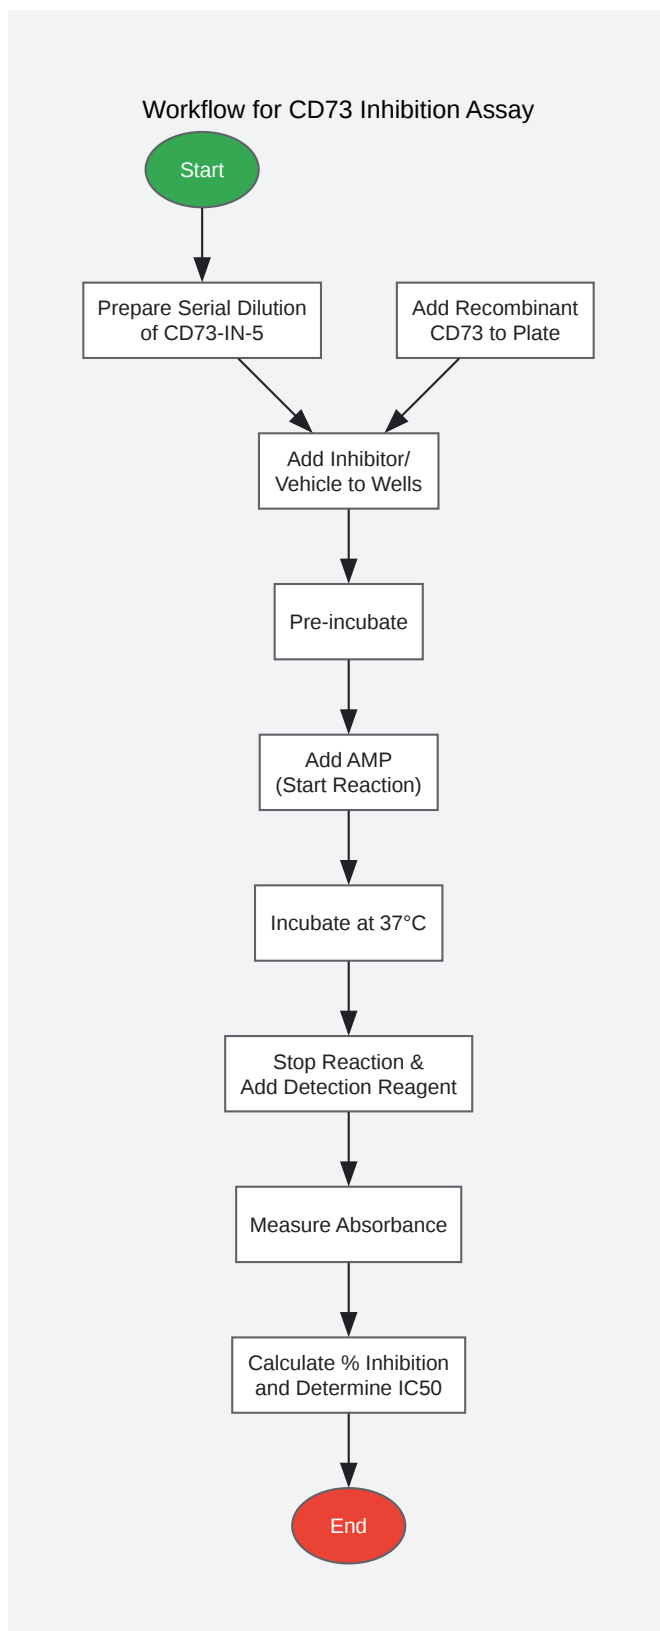 Workflow for CD73 Inhibition Assay
Start
Prepare Serial Dilution
of CD73-IN-5
Add Recombinant
CD73 to Plate
Add Inhibitor/
Vehicle to Wells
Pre-incubate
Add AMP
(Start Reaction)
Incubate at 37°C
Stop Reaction &
Add Detection Reagent
Measure Absorbance
Calculate % Inhibition
and Determine IC50
End